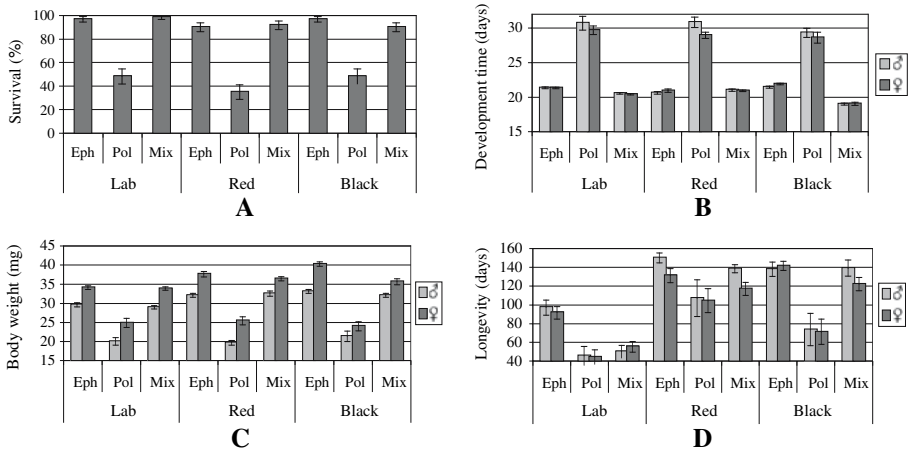 Survival (%)
100
80
60
40
20
0
Eph Pol Mix Eph Pol Mix Eph Pol Mix
Lab Red Black
A
Development time (days)
30
25
20
15
♂
♀
Eph Pol Mix Eph Pol Mix Eph Pol Mix
Lab Red Black
B
Body weight (mg)
45
40
35
30
25
20
15
♂
♀
Eph Pol Mix Eph Pol Mix Eph Pol Mix
Lab Red Black
C
Longevity (days)
160
140
120
100
80
60
40
♂
♀
Eph Pol Mix Eph Pol Mix Eph Pol Mix
Lab Red Black
D